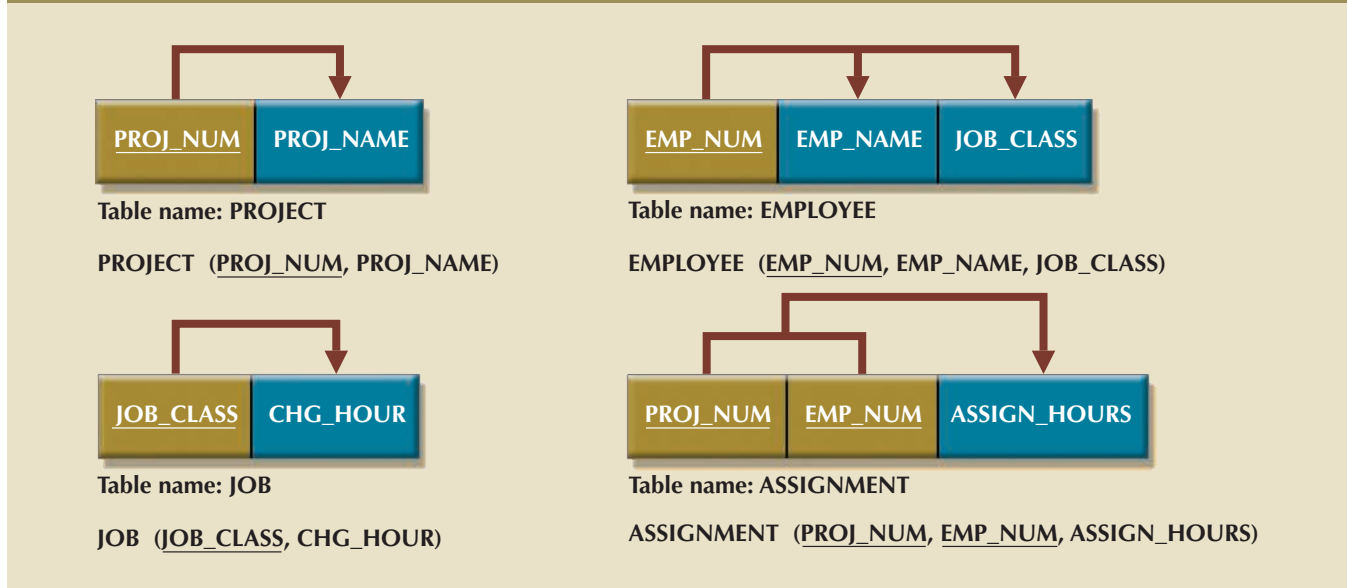 PROJ_NUM PROJ_NAME
Table name: PROJECT
PROJECT (PROJ_NUM, PROJ_NAME)
EMP_NUM EMP_NAME JOB_CLASS
Table name: EMPLOYEE
EMPLOYEE (EMP_NUM, EMP_NAME, JOB_CLASS)
JOB_CLASS CHG_HOUR
Table name: JOB
JOB (JOB_CLASS, CHG_HOUR)
PROJ_NUM EMP_NUM ASSIGN_HOURS
Table name: ASSIGNMENT
ASSIGNMENT (PROJ_NUM, EMP_NUM, ASSIGN_HOURS)